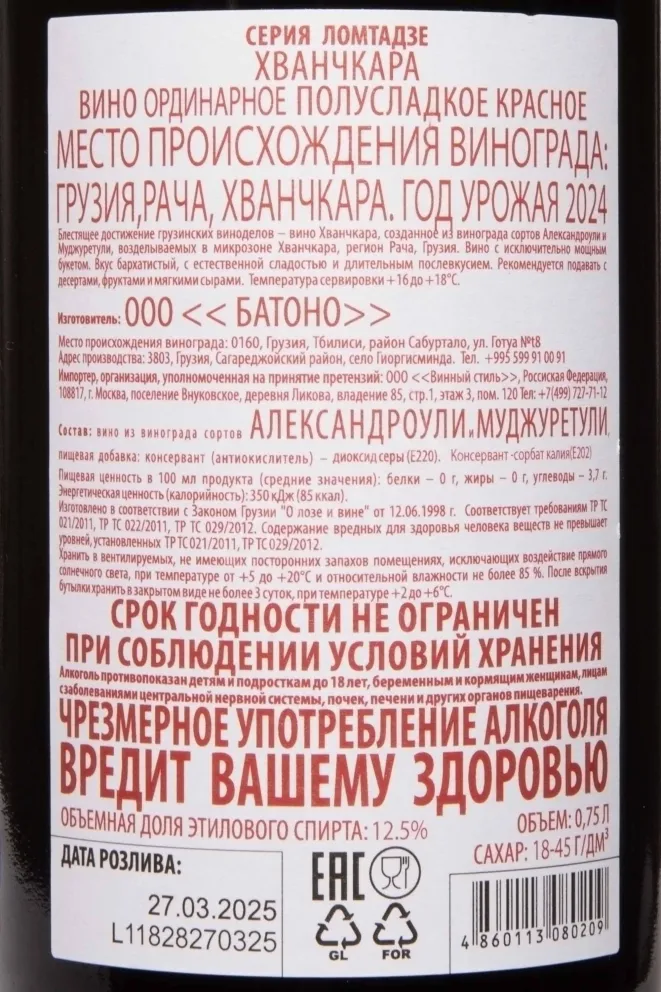 СЕРИЯ ЛОМТАДЗЕ
ХВАНЧКАРА
ВИНО ОРДИНАРНОЕ ПОЛУСЛАДКОЕ КРАСНОЕ
МЕСТО ПРОИСХОЖДЕНИЯ ВИНОГРАДА:
ГРУЗИЯ,РАЧА, ХВАНЧКАРА. ГОД УРОЖАЯ 2024
Блестящее достижение грузинских виноделов – вино Хванчкара, созданное из винограда сортов Александроули и
Муджуретули, возделываемых в микрозоне Хванчкара, регион Рача, Грузия. Вино с исключительно мощным
букетом. Вкус бархатистый, с естественной сладостью и длительным послевкусием. Рекомендуется подавать с
десертами, фруктами и мягкими сырами. Температура сервировки +16 до +18°C.
Изготовитель: ООО << БАТОНО>>
Место происхождения винограда: 0160, Грузия, Тбилиси, район Сабуртало, ул. Готуа №t8
Адрес производства: 3803, Грузия, Сагареджойский район, село Гиоргисминда. Тел. +995 599 91 00 91
Импортер, организация, уполномоченная на принятие претензий: ООО <<Винный стиль>>, Российская Федерация,
108817, г. Москва, поселение Внуковское, деревня Ликова, владение 85, стр.1, этаж 3, пом. 120 Тел: +7(499) 727-71-12
Состав: вино из винограда сортов АЛЕКСАНДРОУЛИ и МУДЖУРЕТУЛИ,
пищевая добавка: консервант (антиокислитель) – диоксид серы (Е220). Консервант -сорбат калия(Е202)
Пищевая ценность в 100 мл продукта (средние значения): белки – 0 г, жиры – 0 г, углеводы – 3,7 г.
Энергетическая ценность (калорийность): 350 кДж (85 ккал).
Изготовлено в соответствии с Законом Грузии "О лозе и вине" от 12.06.1998 г. Соответствует требованиям ТР ТС
021/2011, ТР ТС 022/2011, ТР ТС 029/2012. Содержание вредных для здоровья человека веществ не превышает
уровней, установленных ТР ТС 021/2011, ТР ТС 029/2012.
Хранить в вентилируемых, не имеющих посторонних запахов помещениях, исключающих воздействие прямого
солнечного света, при температуре от +5 до +20°C и относительной влажности не более 85 %. После вскрытия
бутылки хранить в закрытом виде не более 3 суток, при температуре +2 до +6°C.
СРОК ГОДНОСТИ НЕ ОГРАНИЧЕН
ПРИ СОБЛЮДЕНИИ УСЛОВИЙ ХРАНЕНИЯ
Алкоголь противопоказан детям и подросткам до 18 лет, беременным и кормящим женщинам, лицам
с заболеваниями центральной нервной системы, почек, печени и других органов пищеварения.
ЧРЕЗМЕРНОЕ УПОТРЕБЛЕНИЕ АЛКОГОЛЯ
ВРЕДИТ ВАШЕМУ ЗДОРОВЬЮ
ОБЪЕМНАЯ ДОЛЯ ЭТИЛОВОГО СПИРТА: 12.5%
ОБЪЕМ: 0,75 Л
САХАР: 18-45 Г/ДМ³
ДАТА РОЗЛИВА:
27.03.2025
L11828270325
EAC
GL
FOR
4 860113 080209